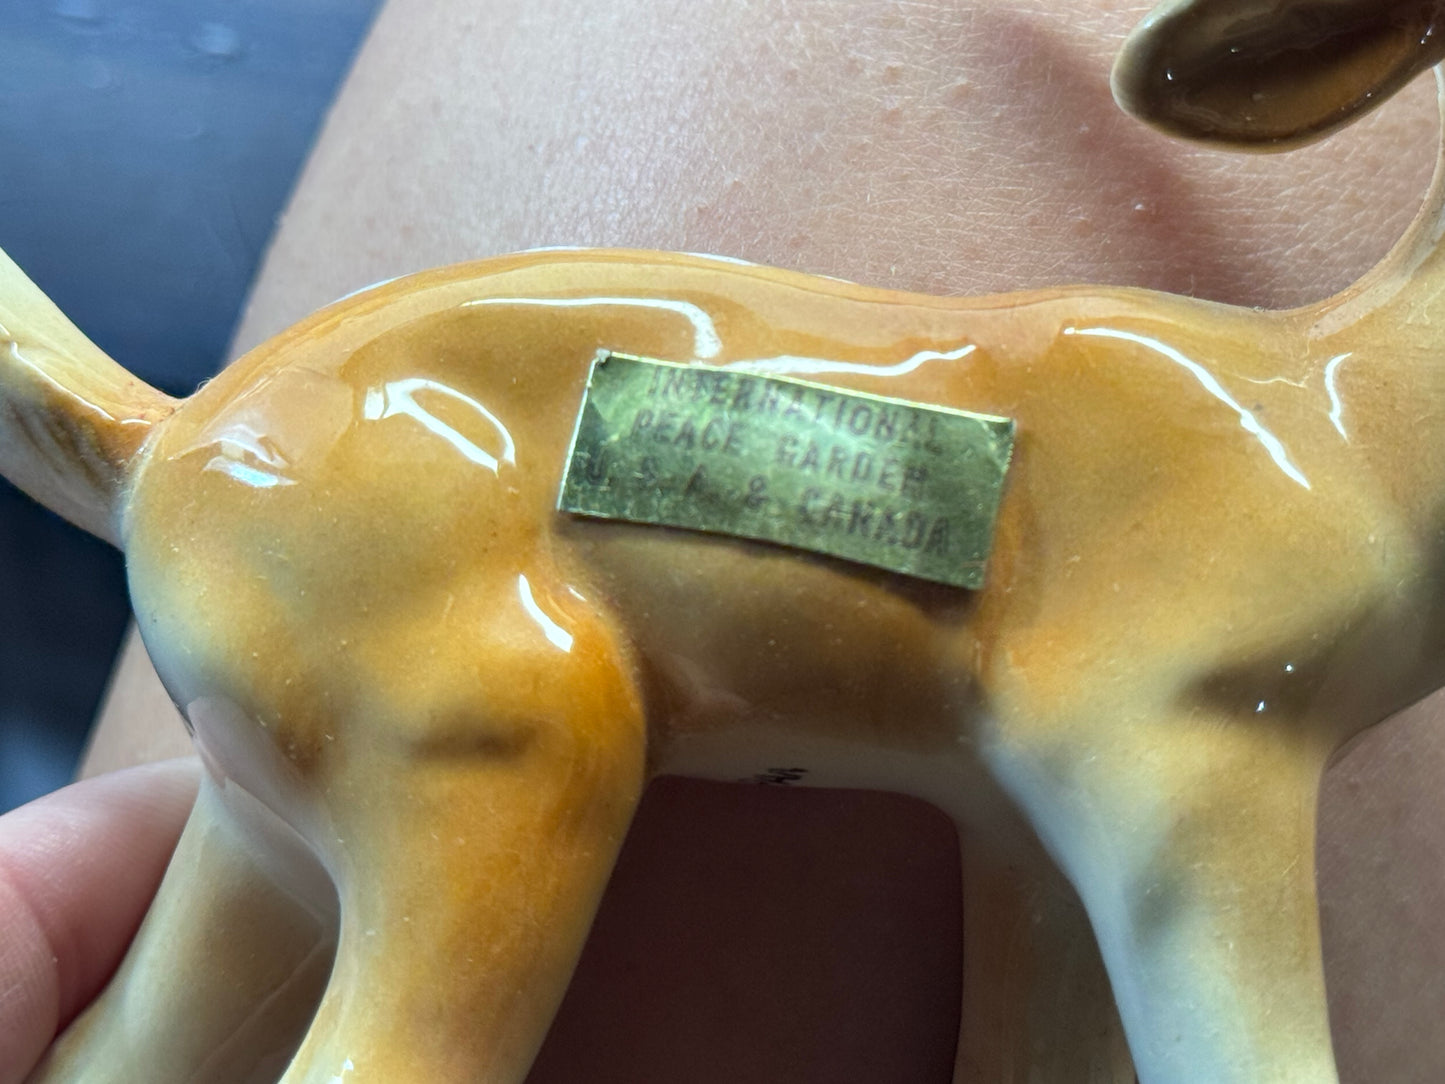 INTERNATIONAL
PEACE GARDEN
U. S. A. & CANADA